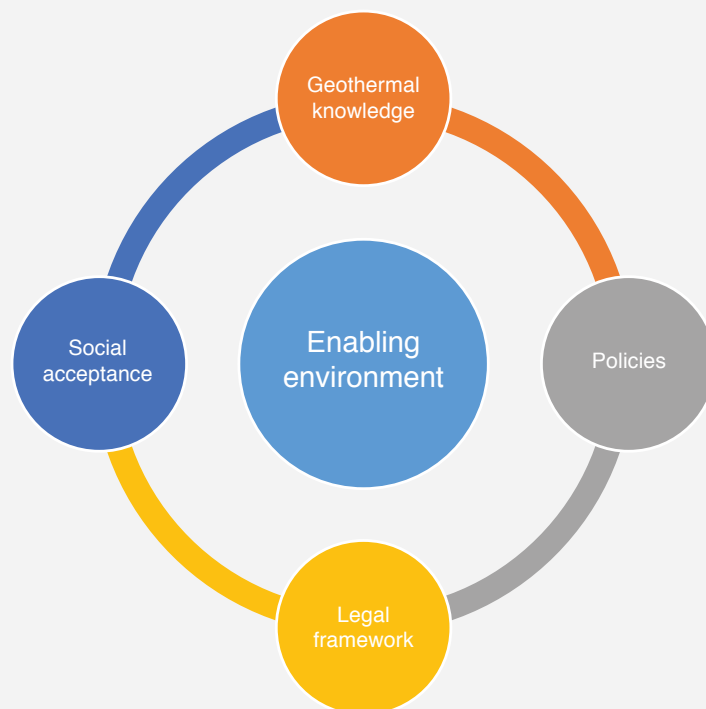 Geothermal
knowledge
Enabling
environment
Social
acceptance
Policies
Legal
framework